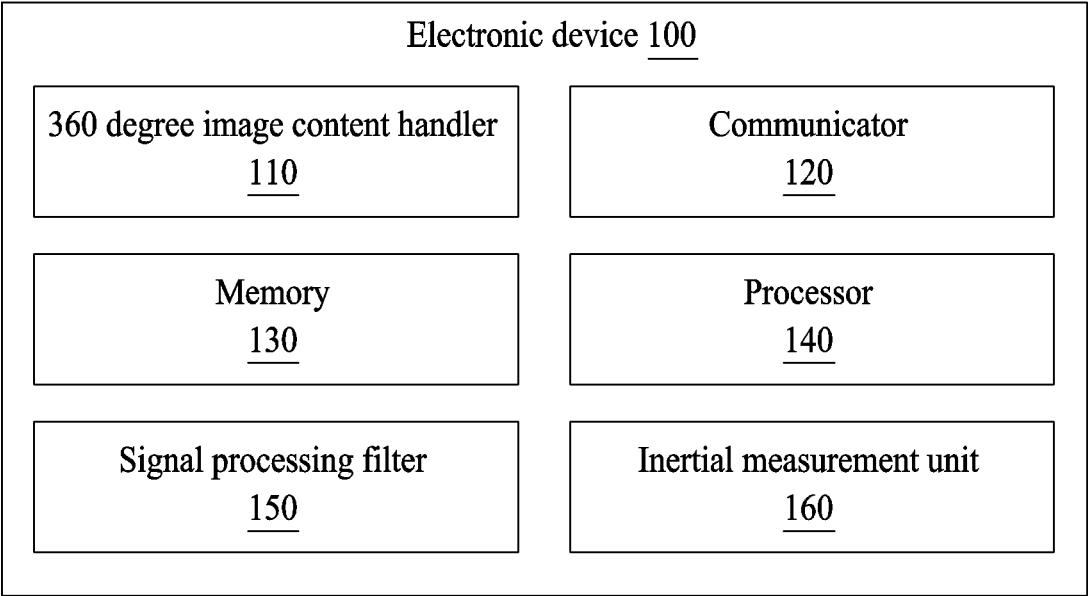 Electronic device 100
360 degree image content handler
110
Communicator
120
Memory
130
Processor
140
Signal processing filter
150
Inertial measurement unit
160